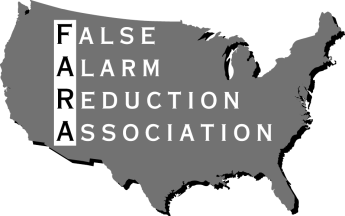 FALSE
ALARM
REDUCTION
ASSOCIATION